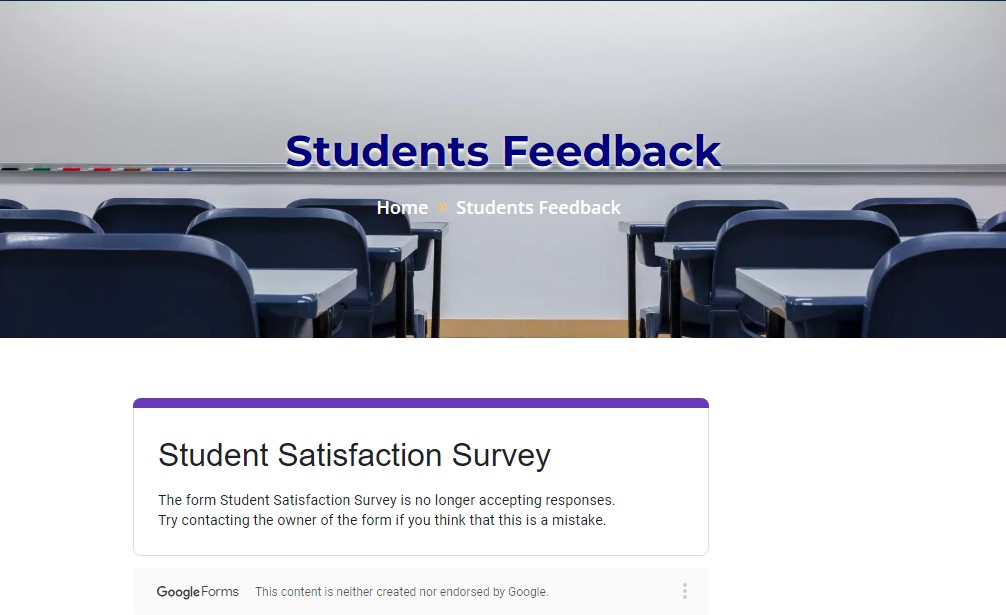 Students Feedback
Home » Students Feedback
Student Satisfaction Survey
The form Student Satisfaction Survey is no longer accepting responses.
Try contacting the owner of the form if you think that this is a mistake.
Google Forms This content is neither created nor endorsed by Google.